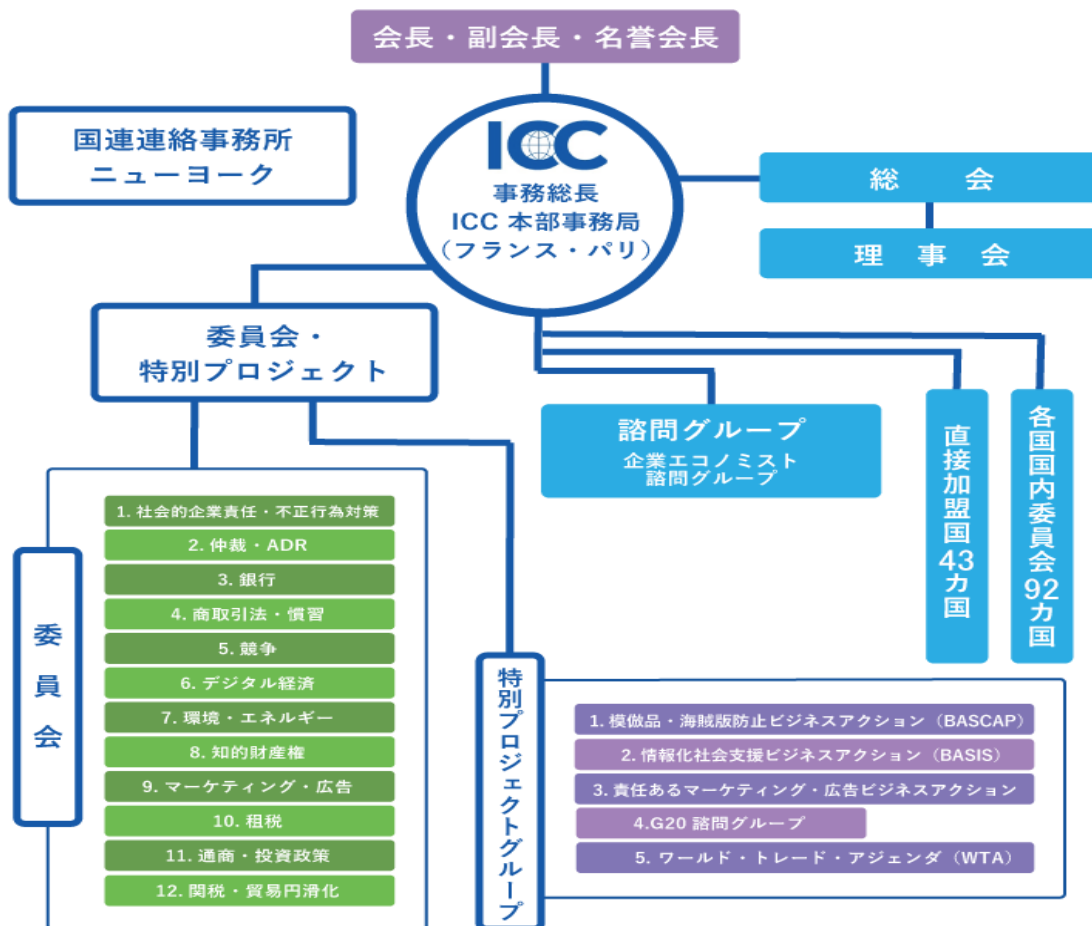 会長・副会長・名誉会長
国連連絡事務所
ニューヨーク
ICC
事務総長
ICC 本部事務局
（フランス・パリ）
総 会
理 事 会
委員会・
特別プロジェクト
諮問グループ
企業エコノミスト
諮問グループ
直接加盟国43カ国
各国国内委員会92カ国
委員会
1. 社会的企業責任・不正行為対策
2. 仲裁・ADR
3. 銀行
4. 商取引法・慣習
5. 競争
6. デジタル経済
7. 環境・エネルギー
8. 知的財産権
9. マーケティング・広告
10. 租税
11. 通商・投資政策
12. 関税・貿易円滑化
特別プロジェクトグループ
1. 模倣品・海賊版防止ビジネスアクション（BASCAP）
2. 情報化社会支援ビジネスアクション（BASIS）
3. 責任あるマーケティング・広告ビジネスアクション
4.G20 諮問グループ
5. ワールド・トレード・アジェンダ（WTA）